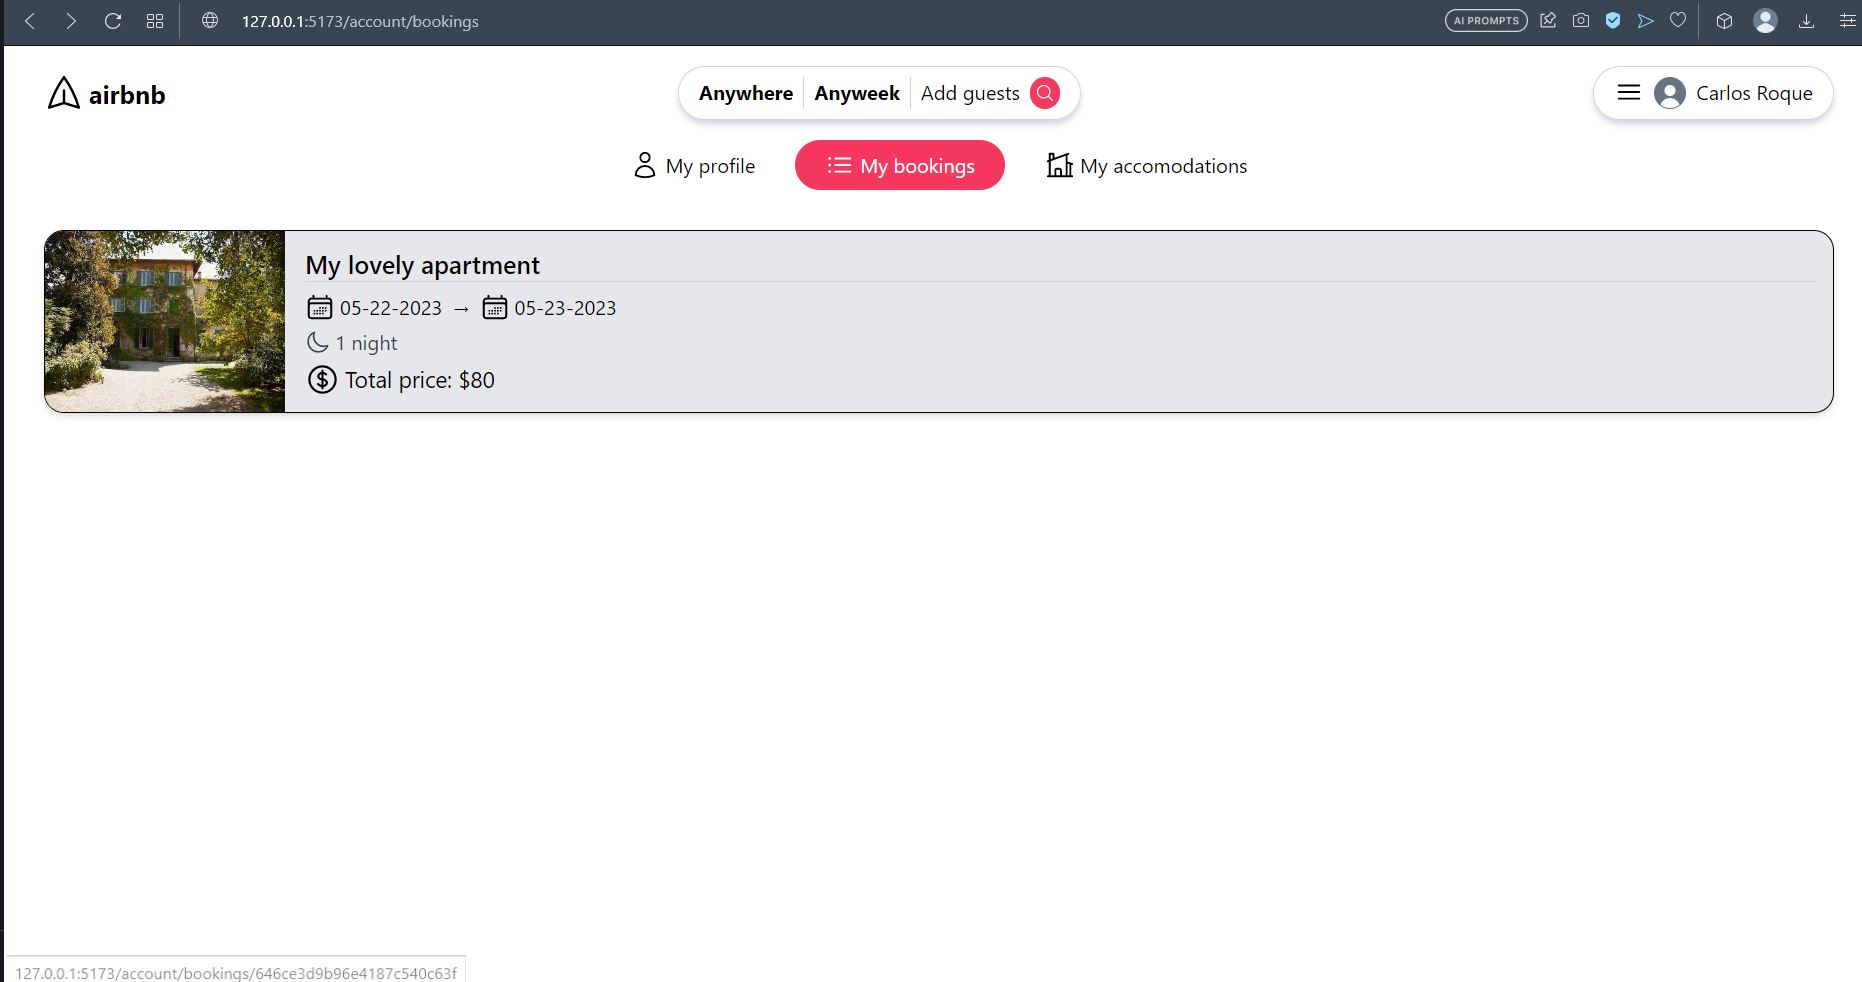 127.0.0.1:5173/account/bookings
AI PROMPTS
airbnb
Anywhere Anyweek Add guests
Carlos Roque
My profile
My bookings
My accomodations
My lovely apartment
05-22-2023 → 05-23-2023
1 night
Total price: $80
127.0.0.1:5173/account/bookings/646ce3d9b96e4187c540c63f